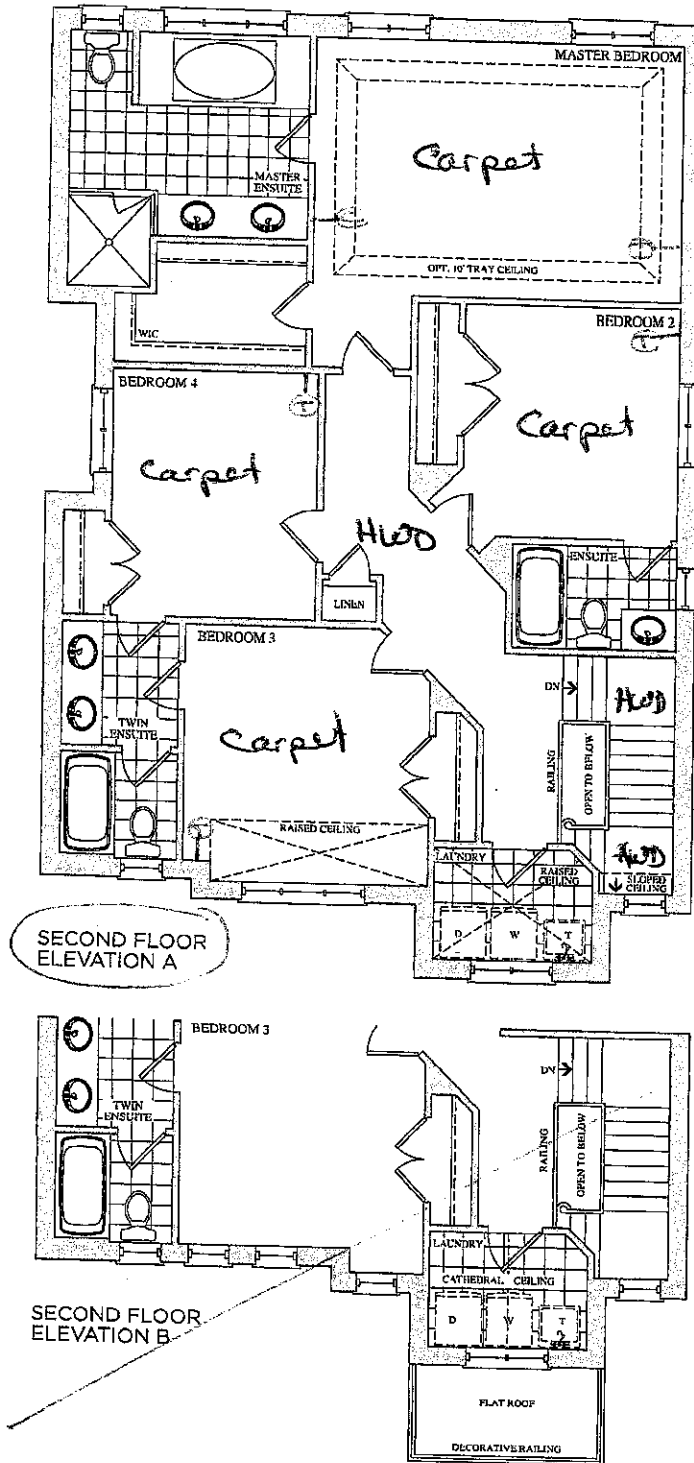 MASTER BEDROOM
Carpet
MASTER
ENSUITE
OPT. 10' TRAY CEILING
WIC
BEDROOM 2
T
BEDROOM 4
T
Carpet
Carpet
HWD
ENSUITE
LINEN
BEDROOM 3
DN
HWD
TWIN
ENSUITE
Carpet
RAILING
OPEN TO BELOW
RAISED CEILING
HWD
LAUNDRY
RAISED
CEILING
SLOPED
CEILING
D
W
T
SECOND FLOOR
ELEVATION A
BEDROOM 3
DN
TWIN
ENSUITE
RAILING
OPEN TO BELOW
LAUNDRY
CATHEDRAL CEILING
D
W
T
SECOND FLOOR
ELEVATION B
FLAT ROOF
DECORATIVE RAILING